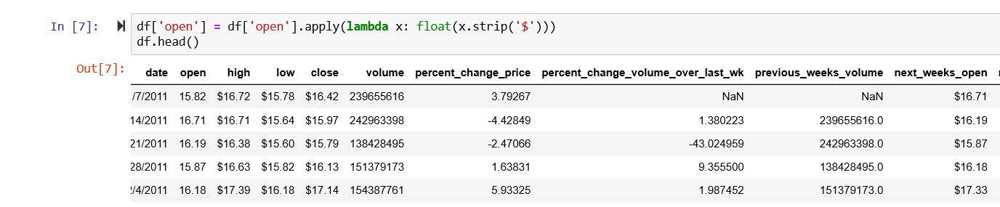 In [7]: df['open'] = df['open'].apply(lambda x: float(x.strip('$')))
df.head()
Out[7]:
date open high low close volume percent_change_price percent_change_volume_over_last_wk previous_weeks_volume next_weeks_open
/7/2011 15.82 $16.72 $15.78 $16.42 239655616 3.79267 NaN NaN $16.71
14/2011 16.71 $16.71 $15.64 $15.97 242963398 -4.42849 1.380223 239655616.0 $16.19
21/2011 16.19 $16.38 $15.60 $15.79 138428495 -2.47066 -43.024959 242963398.0 $15.87
28/2011 15.87 $16.63 $15.82 $16.13 151379173 1.63831 9.355500 138428495.0 $16.18
/4/2011 16.18 $17.39 $16.18 $17.14 154387761 5.93325 1.987452 151379173.0 $17.33